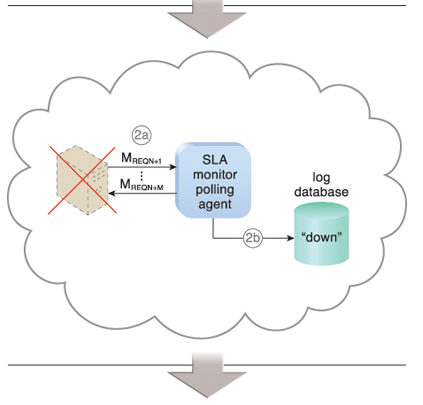 2a
MREQN+1
⋮
MREQN+M
SLA
monitor
polling
agent
log
database
"down"
2b